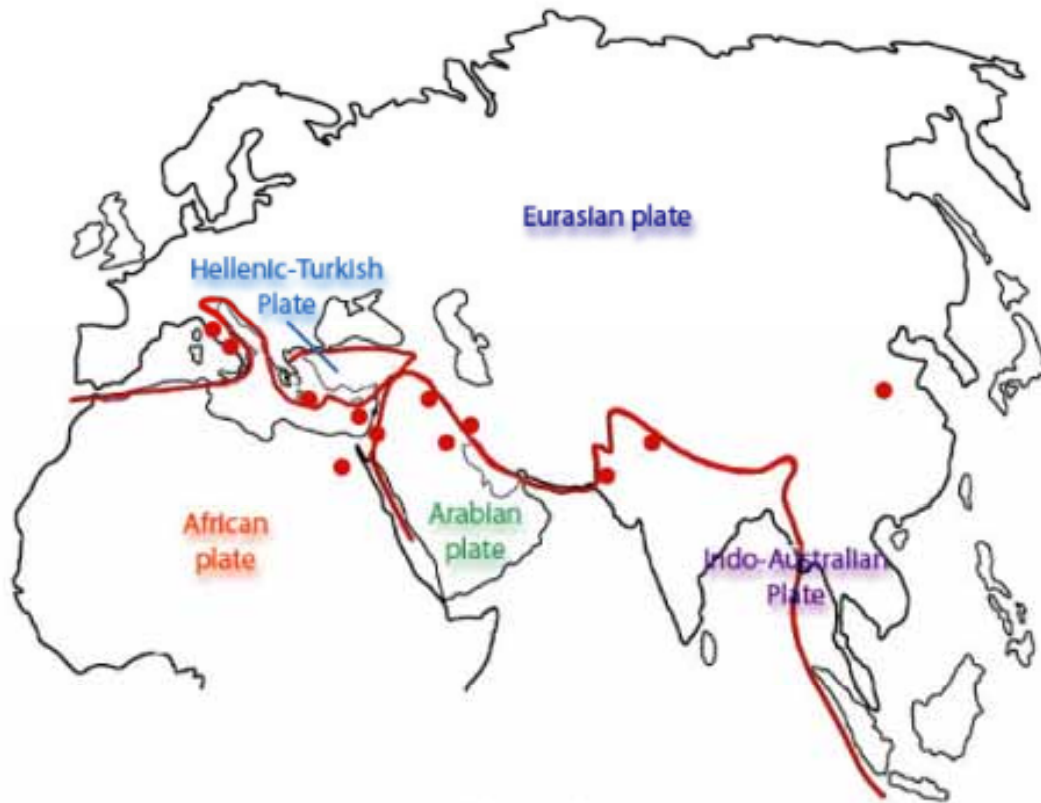 Eurasian plate
Hellenic-Turkish
Plate
African
plate
Arabian
plate
Indo-Australian
Plate